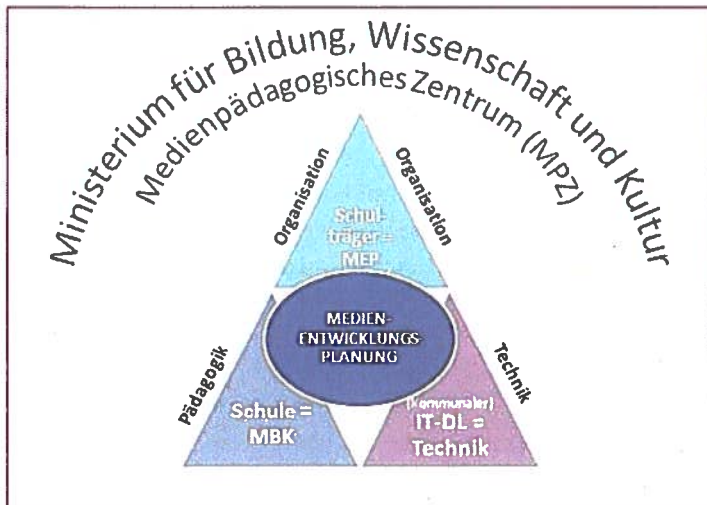 Ministerium für Bildung, Wissenschaft und Kultur
Medienpädagogisches Zentrum (MPZ)
Organisation
Organisation
Schul-
träger =
MEP
MEDIEN-
ENTWICKLUNGS-
PLANUNG
Pädagogik
Technik
Schule =
MBK
(kommunaler)
IT-DL =
Technik